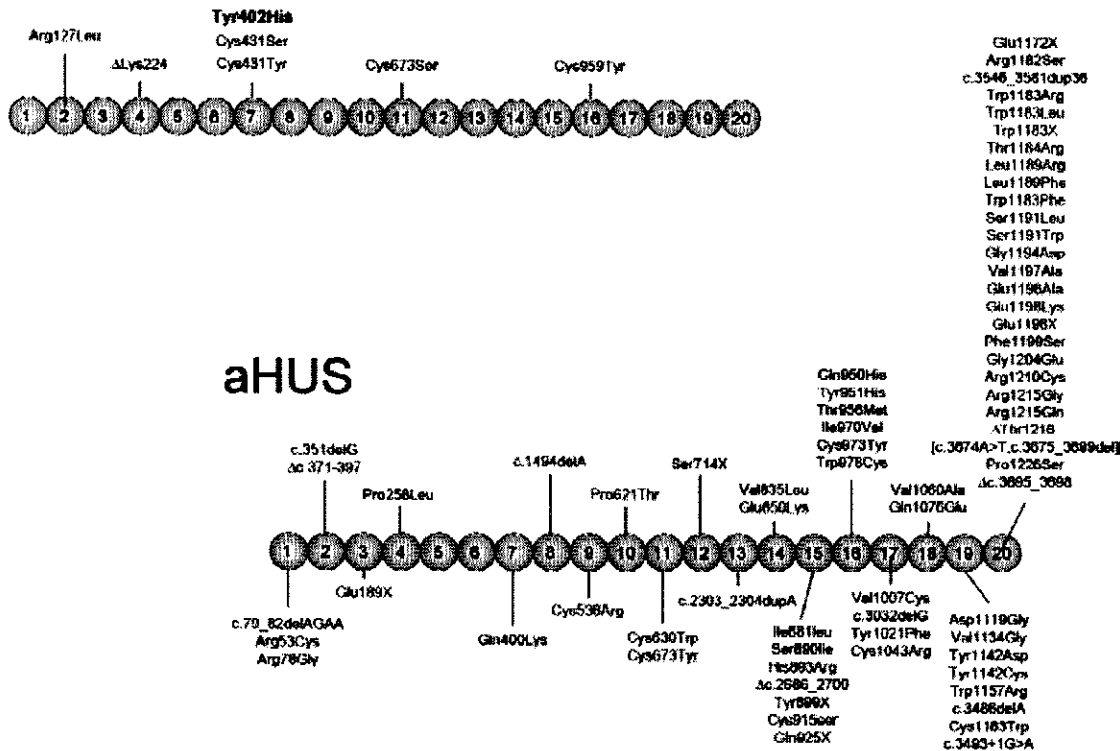 Tyr402His
Arg127Leu
ΔLys224
Cys431Ser
Cys431Tyr
Cys673Ser
Cys959Tyr
1 2 3 4 5 6 7 8 9 10 11 12 13 14 15 16 17 18 19 20
Glu1172X
Arg1182Ser
c.3546_3581dup36
Trp1183Arg
Trp1183Leu
Trp1183X
Thr1184Arg
Leu1189Arg
Leu1189Phe
Trp1183Phe
Ser1191Leu
Ser1191Trp
Gly1194Asp
Val1197Ala
Glu1198Ala
Glu1198Lys
Glu1198X
Phe1199Ser
Gly1204Glu
Arg1210Cys
Arg1215Gly
Arg1215Gln
ΔThr1216
[c.3674A>T,c.3675_3699del]
Pro1226Ser
Δc.3695_3698
aHUS
c.351delG
Δc.371-397
Pro258Leu
c.1494delA
Pro621Thr
Ser714X
Val835Leu
Glu850Lys
Gln950His
Tyr951His
Thr956Met
Ile970Val
Cys973Tyr
Trp978Cys
Val1060Ala
Gln1076Glu
1 2 3 4 5 6 7 8 9 10 11 12 13 14 15 16 17 18 19 20
c.79_82delAGAA
Arg53Cys
Arg78Gly
Glu189X
Gln400Lys
Cys536Arg
Cys630Trp
Cys673Tyr
c.2303_2304dupA
Ile881leu
Ser890Ile
His893Arg
Δc.2686_2700
Tyr899X
Cys915ser
Gln925X
Val1007Cys
c.3032delG
Tyr1021Phe
Cys1043Arg
Asp1119Gly
Val1134Gly
Tyr1142Asp
Tyr1142Cys
Trp1157Arg
c.3486delA
Cys1163Trp
c.3493+1G>A